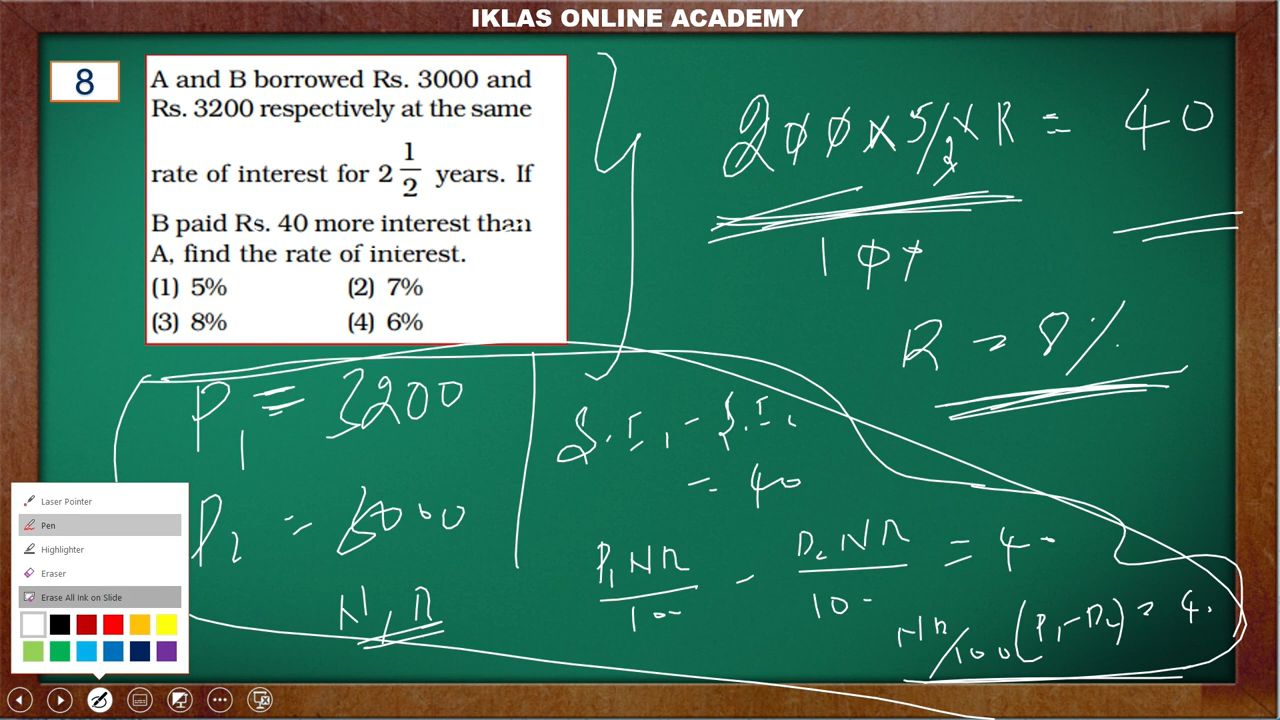 IKLAS ONLINE ACADEMY
8
A and B borrowed Rs. 3000 and
Rs. 3200 respectively at the same
rate of interest for 2 1/2 years. If
B paid Rs. 40 more interest than
A, find the rate of interest.
(1) 5% (2) 7%
(3) 8% (4) 6%
200 x 5/2 x R = 40
100
R = 8%
P1 = 3200
P2 = 3000
N, R
S.I1 - S.I2
= 40
P1NR/100 - P2NR/100 = 40
NR/100 (P1-P2) = 40
Laser Pointer
Pen
Highlighter
Eraser
Erase All Ink on Slide